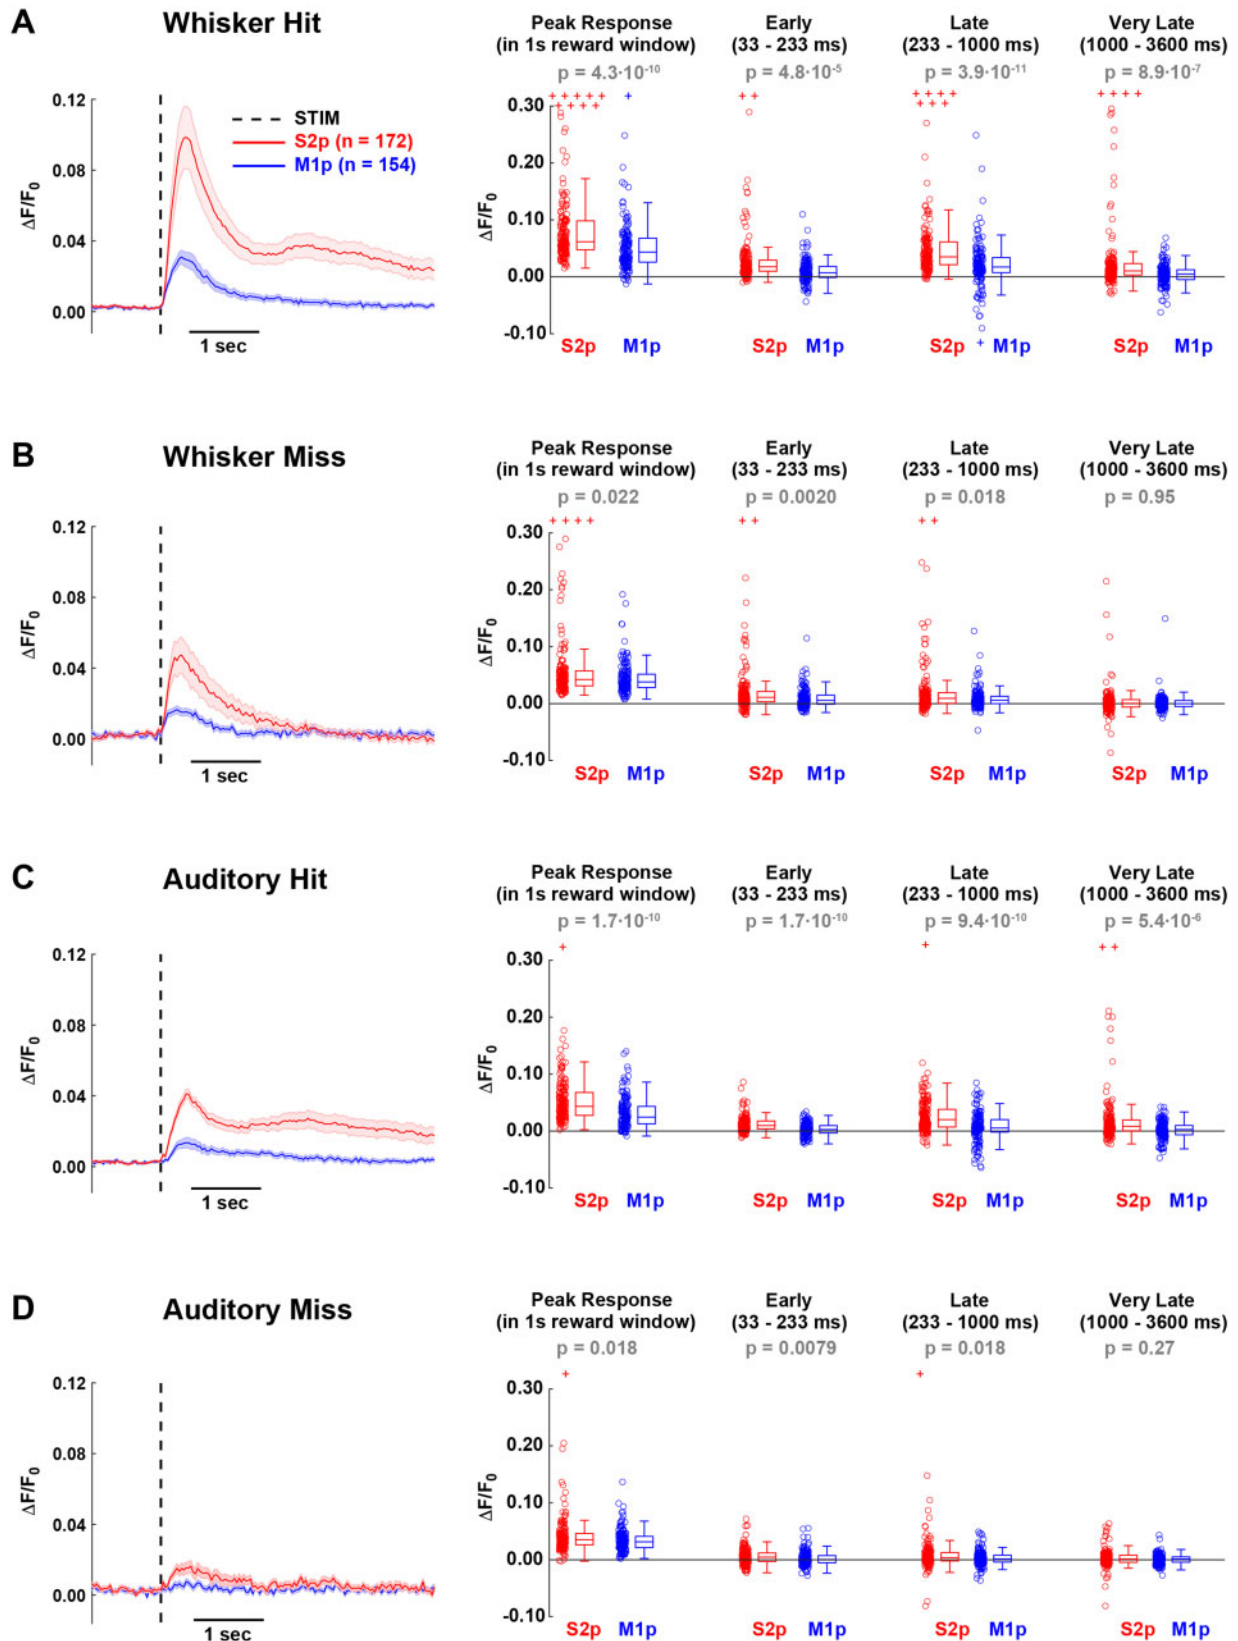 A
Whisker Hit
Peak Response
(in 1s reward window)
Early
(33 - 233 ms)
Late
(233 - 1000 ms)
Very Late
(1000 - 3600 ms)
p = 4.3·10⁻¹⁰
p = 4.8·10⁻⁵
p = 3.9·10⁻¹¹
p = 8.9·10⁻⁷
0.12
0.08
0.04
0.00
ΔF/F₀
STIM
S2p (n = 172)
M1p (n = 154)
1 sec
0.30
0.20
0.10
0.00
-0.10
ΔF/F₀
S2p M1p
S2p M1p
S2p M1p
S2p M1p
B
Whisker Miss
Peak Response
(in 1s reward window)
Early
(33 - 233 ms)
Late
(233 - 1000 ms)
Very Late
(1000 - 3600 ms)
p = 0.022
p = 0.0020
p = 0.018
p = 0.95
0.12
0.08
0.04
0.00
ΔF/F₀
1 sec
0.30
0.20
0.10
0.00
-0.10
ΔF/F₀
S2p M1p
S2p M1p
S2p M1p
S2p M1p
C
Auditory Hit
Peak Response
(in 1s reward window)
Early
(33 - 233 ms)
Late
(233 - 1000 ms)
Very Late
(1000 - 3600 ms)
p = 1.7·10⁻¹⁰
p = 1.7·10⁻¹⁰
p = 9.4·10⁻¹⁰
p = 5.4·10⁻⁶
0.12
0.08
0.04
0.00
ΔF/F₀
1 sec
0.30
0.20
0.10
0.00
-0.10
ΔF/F₀
S2p M1p
S2p M1p
S2p M1p
S2p M1p
D
Auditory Miss
Peak Response
(in 1s reward window)
Early
(33 - 233 ms)
Late
(233 - 1000 ms)
Very Late
(1000 - 3600 ms)
p = 0.018
p = 0.0079
p = 0.018
p = 0.27
0.12
0.08
0.04
0.00
ΔF/F₀
1 sec
0.30
0.20
0.10
0.00
-0.10
ΔF/F₀
S2p M1p
S2p M1p
S2p M1p
S2p M1p